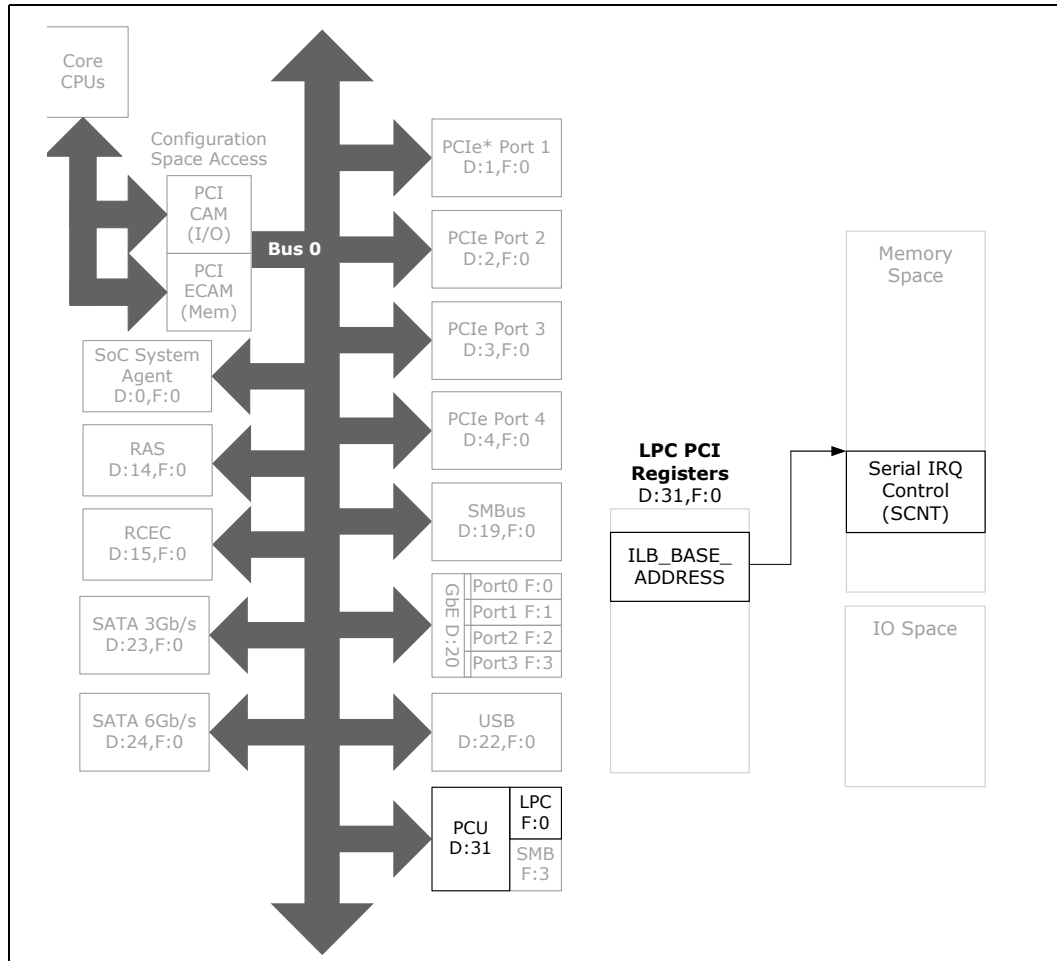 Core
CPUs
Configuration
Space Access
PCI
CAM
(I/O)
PCI
ECAM
(Mem)
Bus 0
SoC System
Agent
D:0,F:0
RAS
D:14,F:0
RCEC
D:15,F:0
SATA 3Gb/s
D:23,F:0
SATA 6Gb/s
D:24,F:0
PCIe* Port 1
D:1,F:0
PCIe Port 2
D:2,F:0
PCIe Port 3
D:3,F:0
PCIe Port 4
D:4,F:0
SMBus
D:19,F:0
GbE D:20
Port0 F:0
Port1 F:1
Port2 F:2
Port3 F:3
USB
D:22,F:0
PCU
D:31
LPC
F:0
SMB
F:3
LPC PCI
Registers
D:31,F:0
ILB_BASE_
ADDRESS
Memory
Space
Serial IRQ
Control
(SCNT)
IO Space